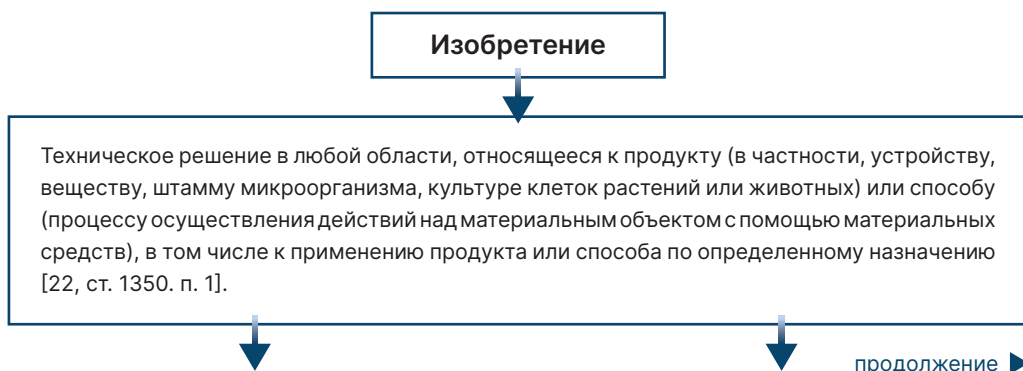 Изобретение
Техническое решение в любой области, относящееся к продукту (в частности, устройству,
веществу, штамму микроорганизма, культуре клеток растений или животных) или способу
(процессу осуществления действий над материальным объектом с помощью материальных
средств), в том числе к применению продукта или способа по определенному назначению
[22, ст. 1350. п. 1].
продолжение